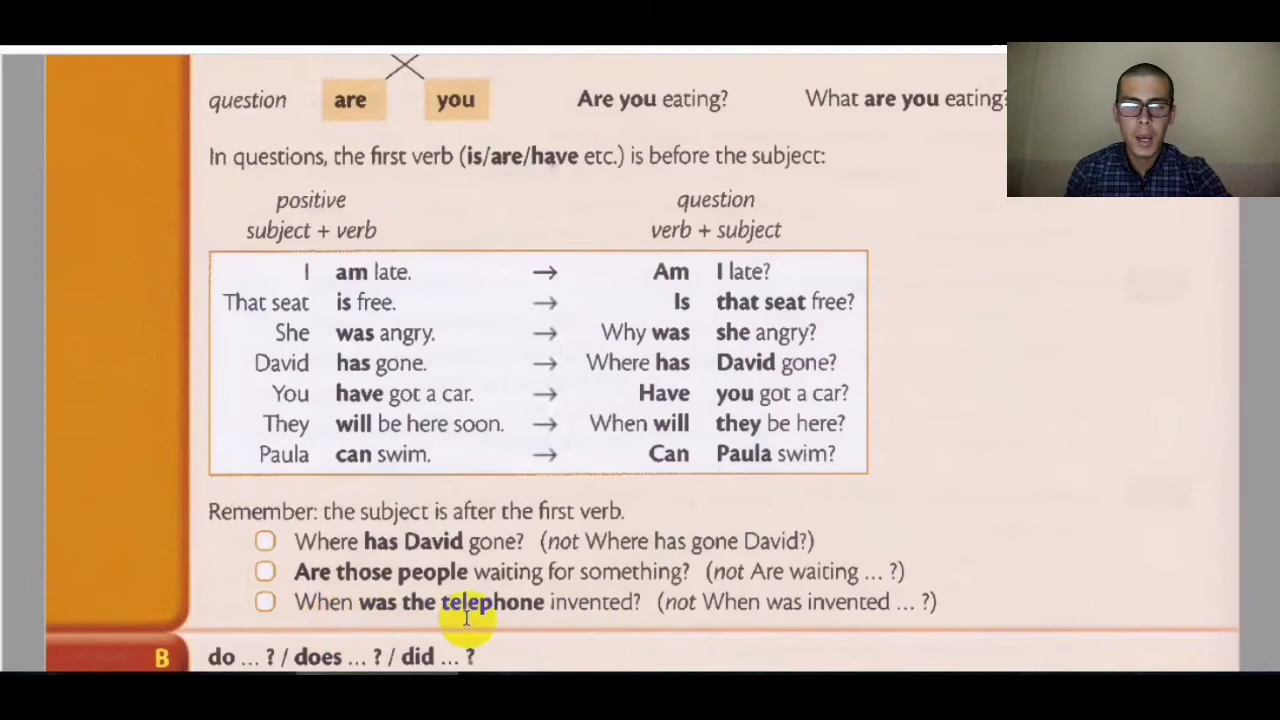 question are you Are you eating? What are you eating?
In questions, the first verb (is/are/have etc.) is before the subject:
positive question
subject + verb verb + subject
I am late. → Am I late?
That seat is free. → Is that seat free?
She was angry. → Why was she angry?
David has gone. → Where has David gone?
You have got a car. → Have you got a car?
They will be here soon. → When will they be here?
Paula can swim. → Can Paula swim?
Remember: the subject is after the first verb.
Where has David gone? (not Where has gone David?)
Are those people waiting for something? (not Are waiting ... ?)
When was the telephone invented? (not When was invented ... ?)
B do ... ? / does ... ? / did ... ?